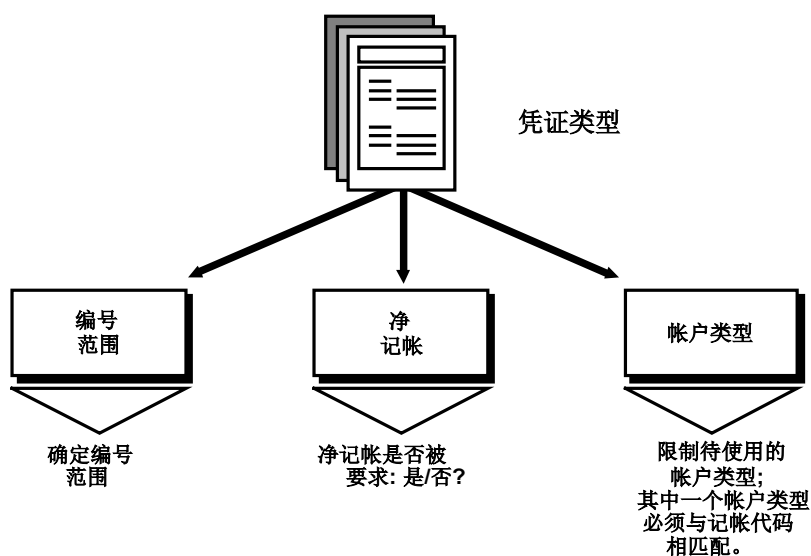 凭证类型
编号
范围
净
记帐
帐户类型
确定编号
范围
净记帐是否被
要求: 是/否?
限制待使用的
帐户类型;
其中一个帐户类型
必须与记帐代码
相匹配。